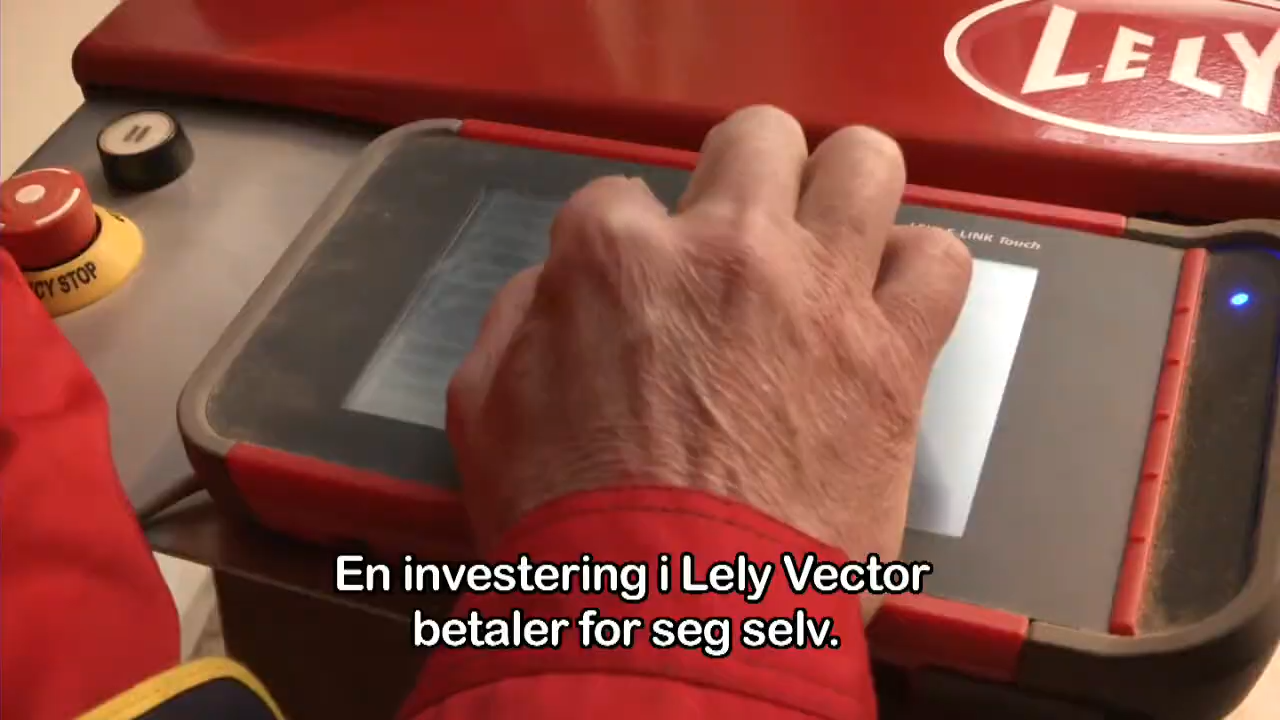 LELY
LINK Touch
CY STOP
En investering i Lely Vector
betaler for seg selv.